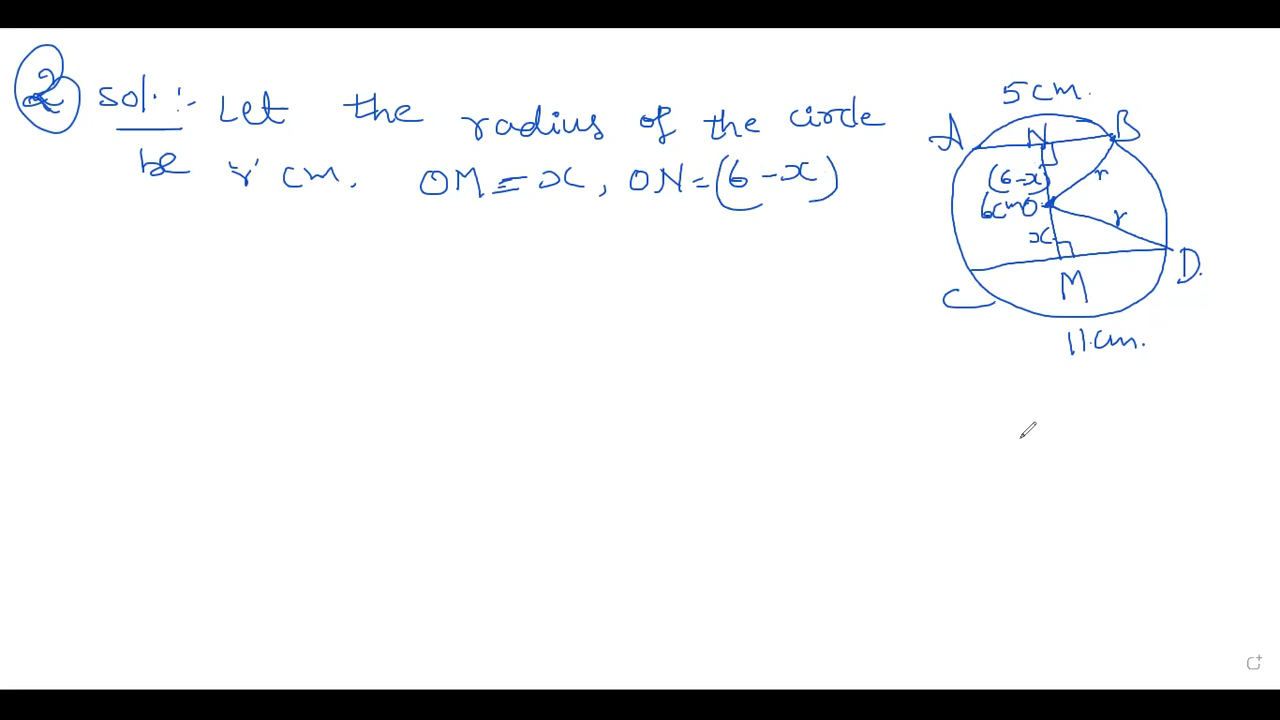 2 Sol. :- Let the radius of the circle
be 'r' cm. OM = x, ON = (6-x)
5cm.
A N B
(6-x) r
6cm O
x r
C M D.
11cm.